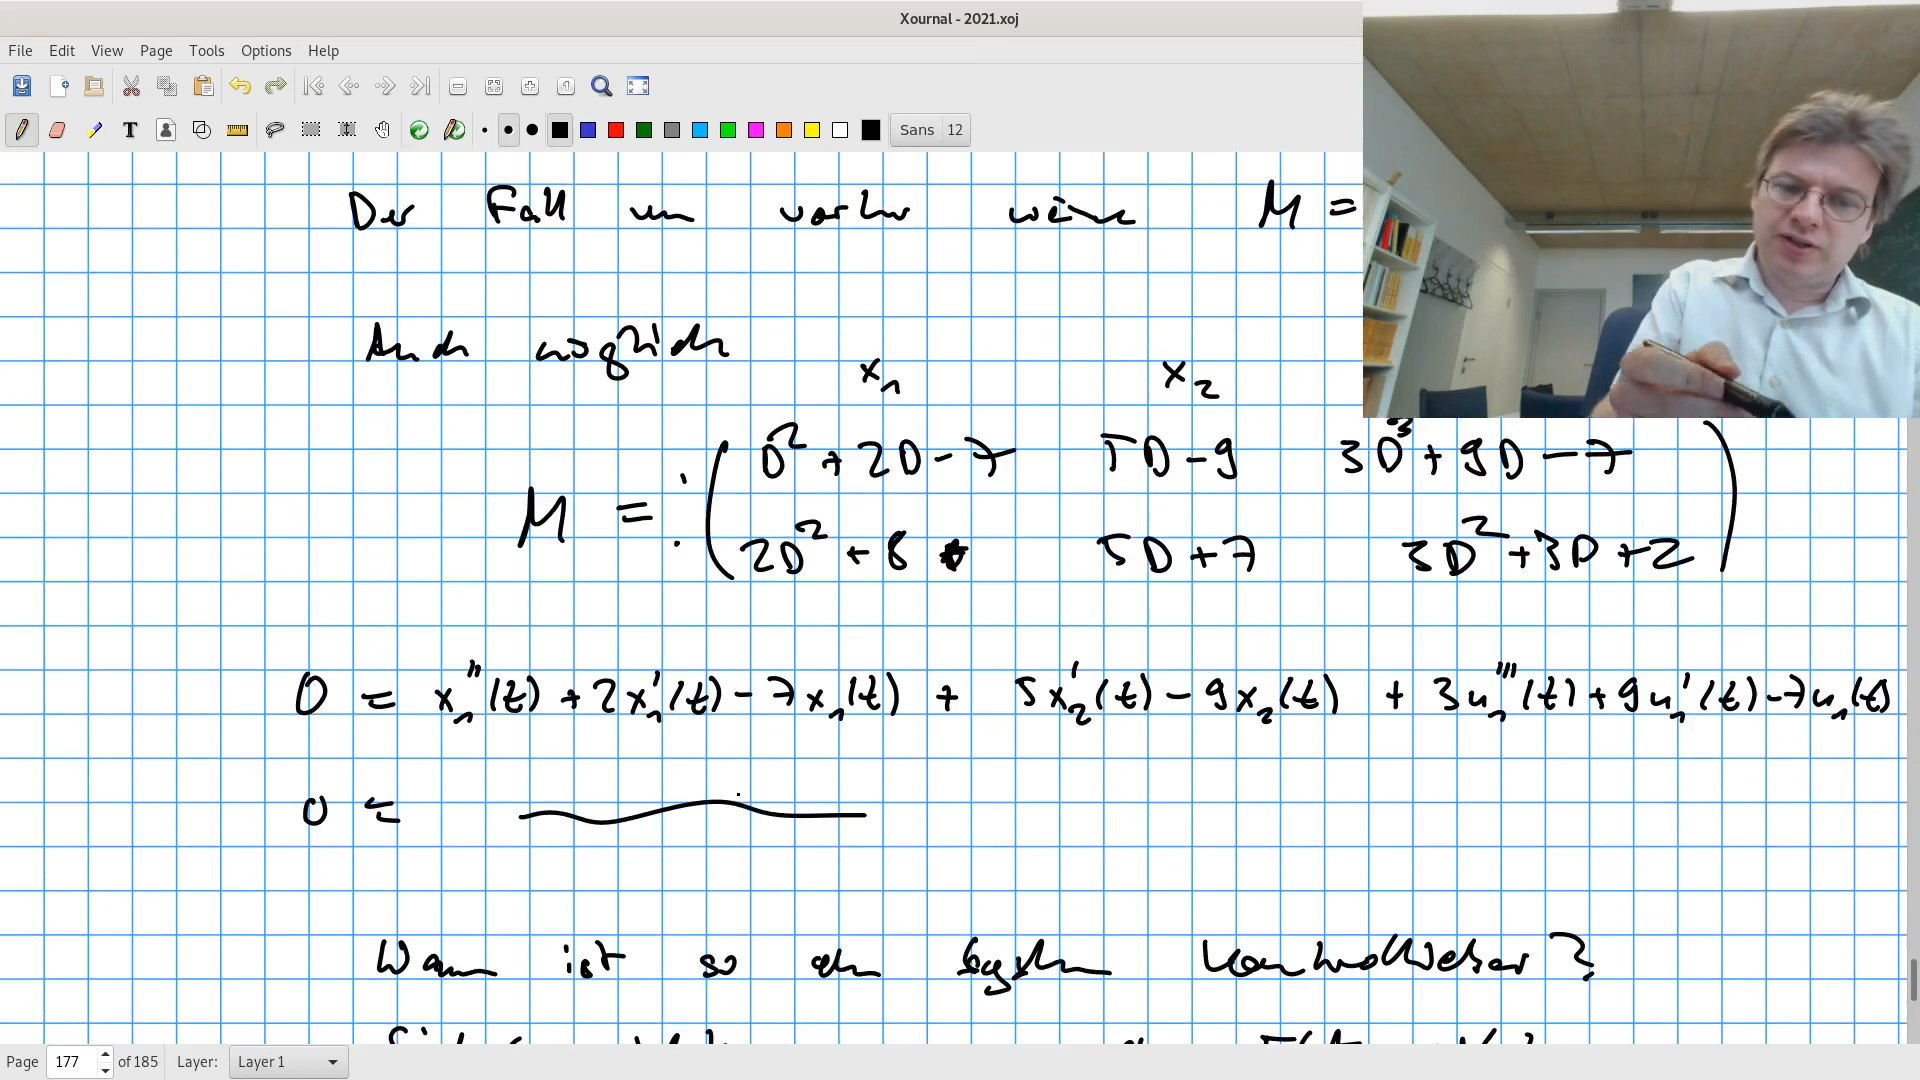 Xournal - 2021.xoj
File Edit View Page Tools Options Help
Sans 12
Der Fall von vorher wäre M =
Auch möglich
x₁ x₂
M := ( D² + 2D - 7 5D - 9 3D³ + 9D - 7
2D² + 8 5D + 7 3D² + 3D + 2 )
0 = x₁''(t) + 2x₁'(t) - 7x₁(t) + 5x₂'(t) - 9x₂(t) + 3u₁'''(t) + 9u₁'(t) - 7u₁(t)
0 =
Wann ist so ein System kontrollierbar?
Page 177 of 185 Layer: Layer 1